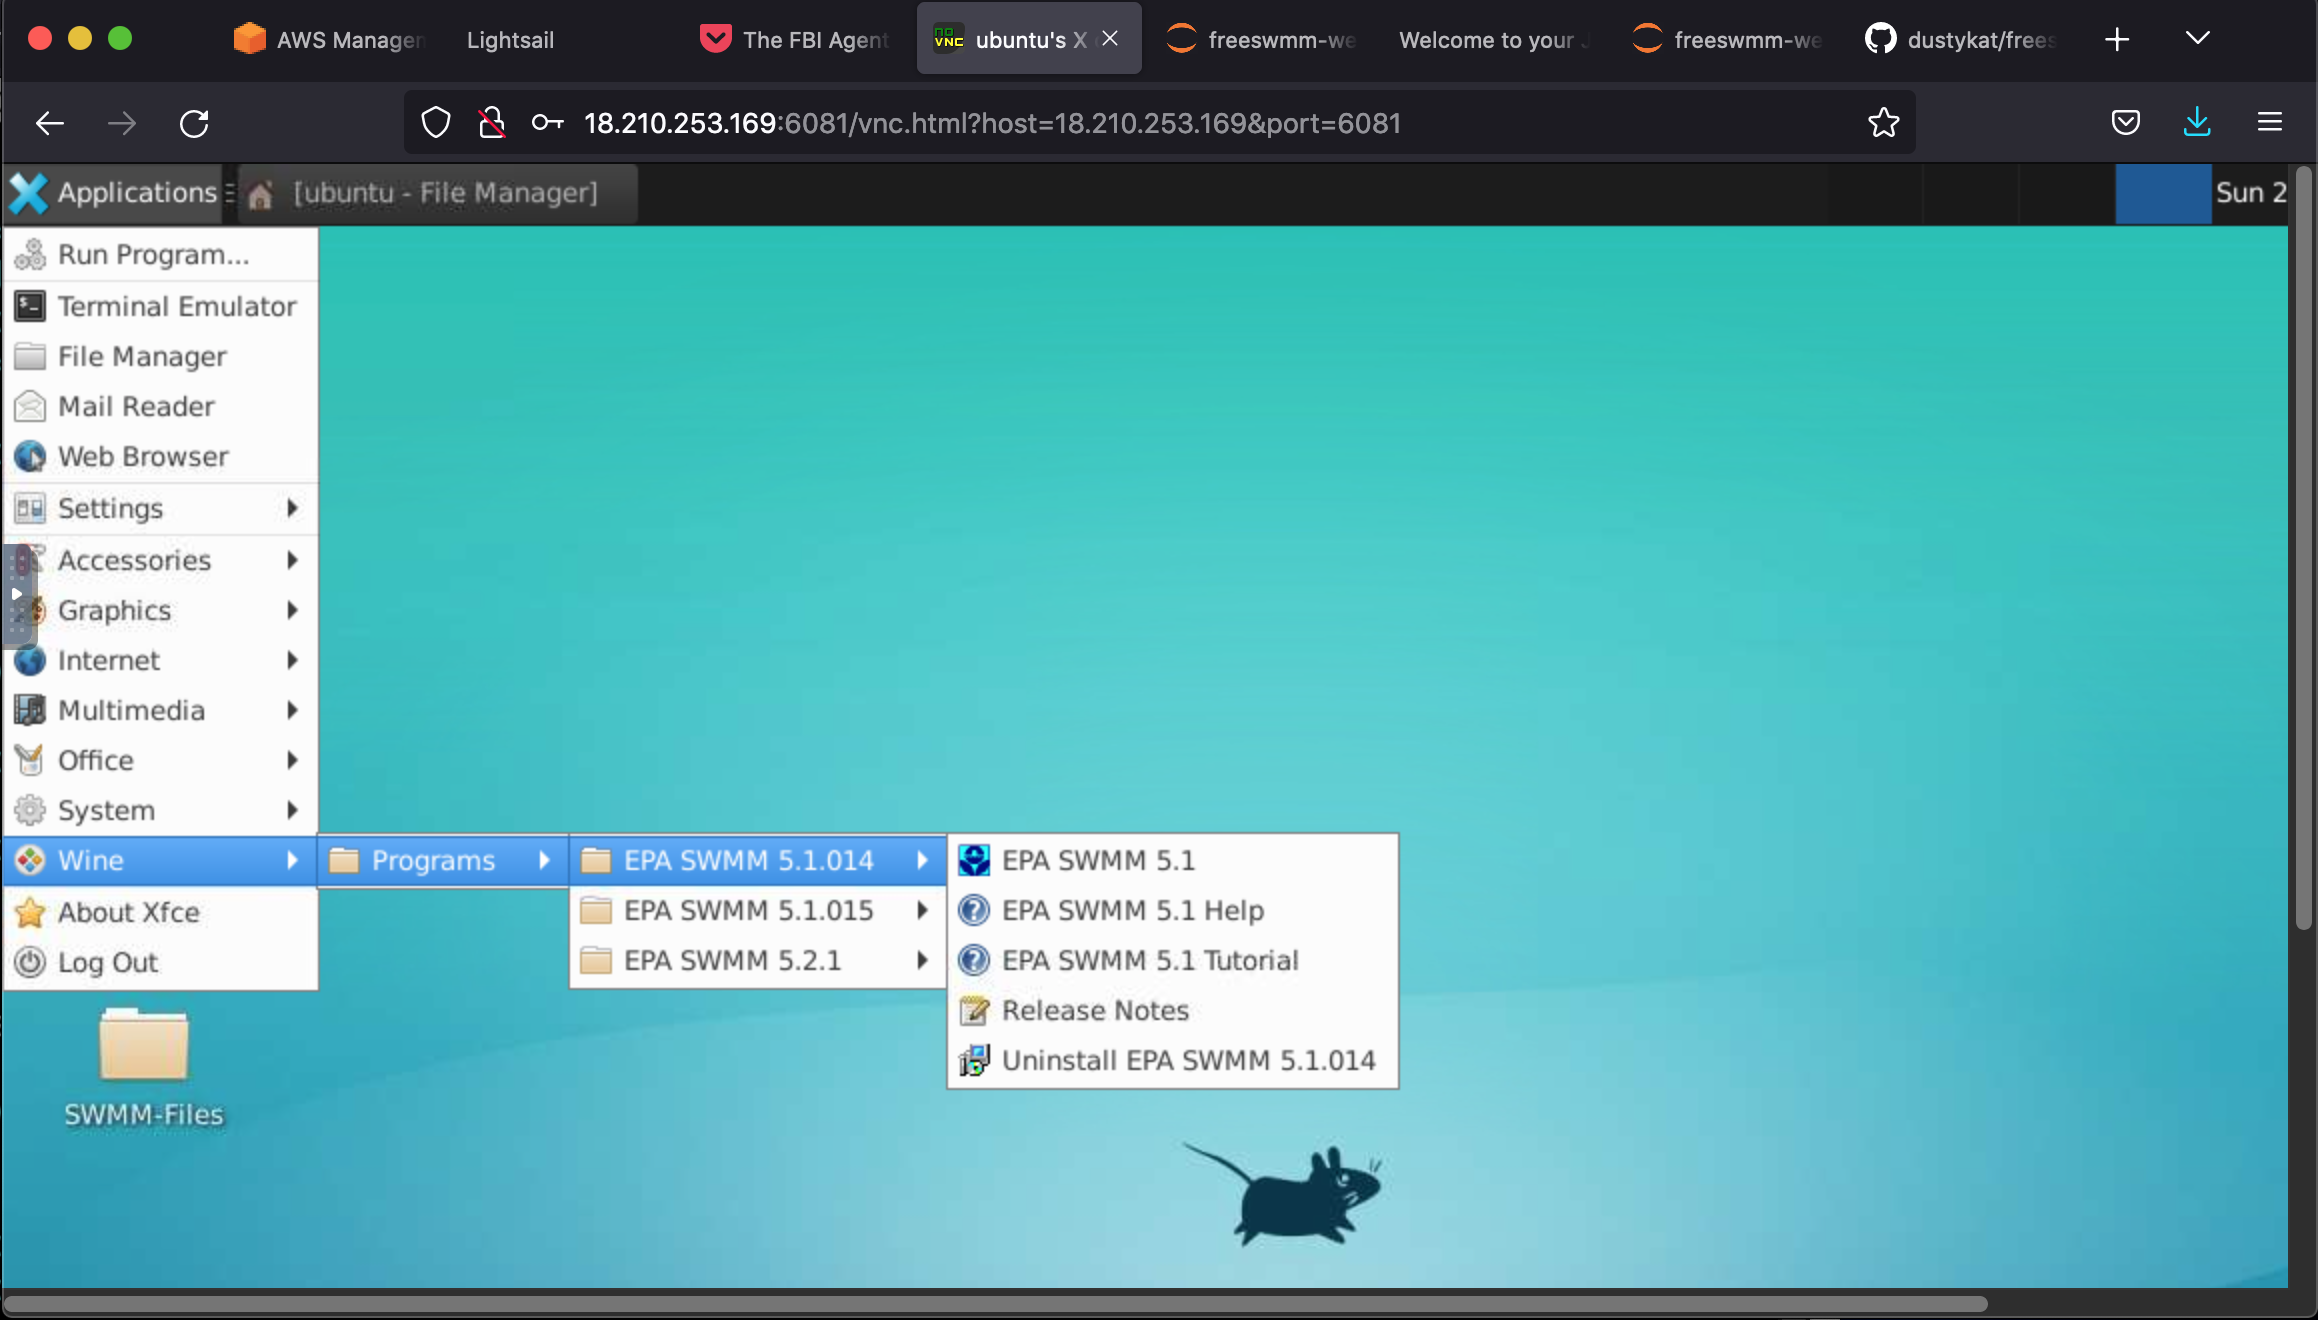 AWS Manager
Lightsail
The FBI Agent
no VNC
ubuntu's X
freeswmm-we
Welcome to your J
freeswmm-we
dustykat/frees
18.210.253.169:6081/vnc.html?host=18.210.253.169&port=6081
Applications
[ubuntu - File Manager]
Sun 2
Run Program...
Terminal Emulator
File Manager
Mail Reader
Web Browser
Settings
Accessories
Graphics
Internet
Multimedia
Office
System
Wine
Programs
EPA SWMM 5.1.014
EPA SWMM 5.1
About Xfce
EPA SWMM 5.1.015
EPA SWMM 5.1 Help
Log Out
EPA SWMM 5.2.1
EPA SWMM 5.1 Tutorial
Release Notes
Uninstall EPA SWMM 5.1.014
SWMM-Files